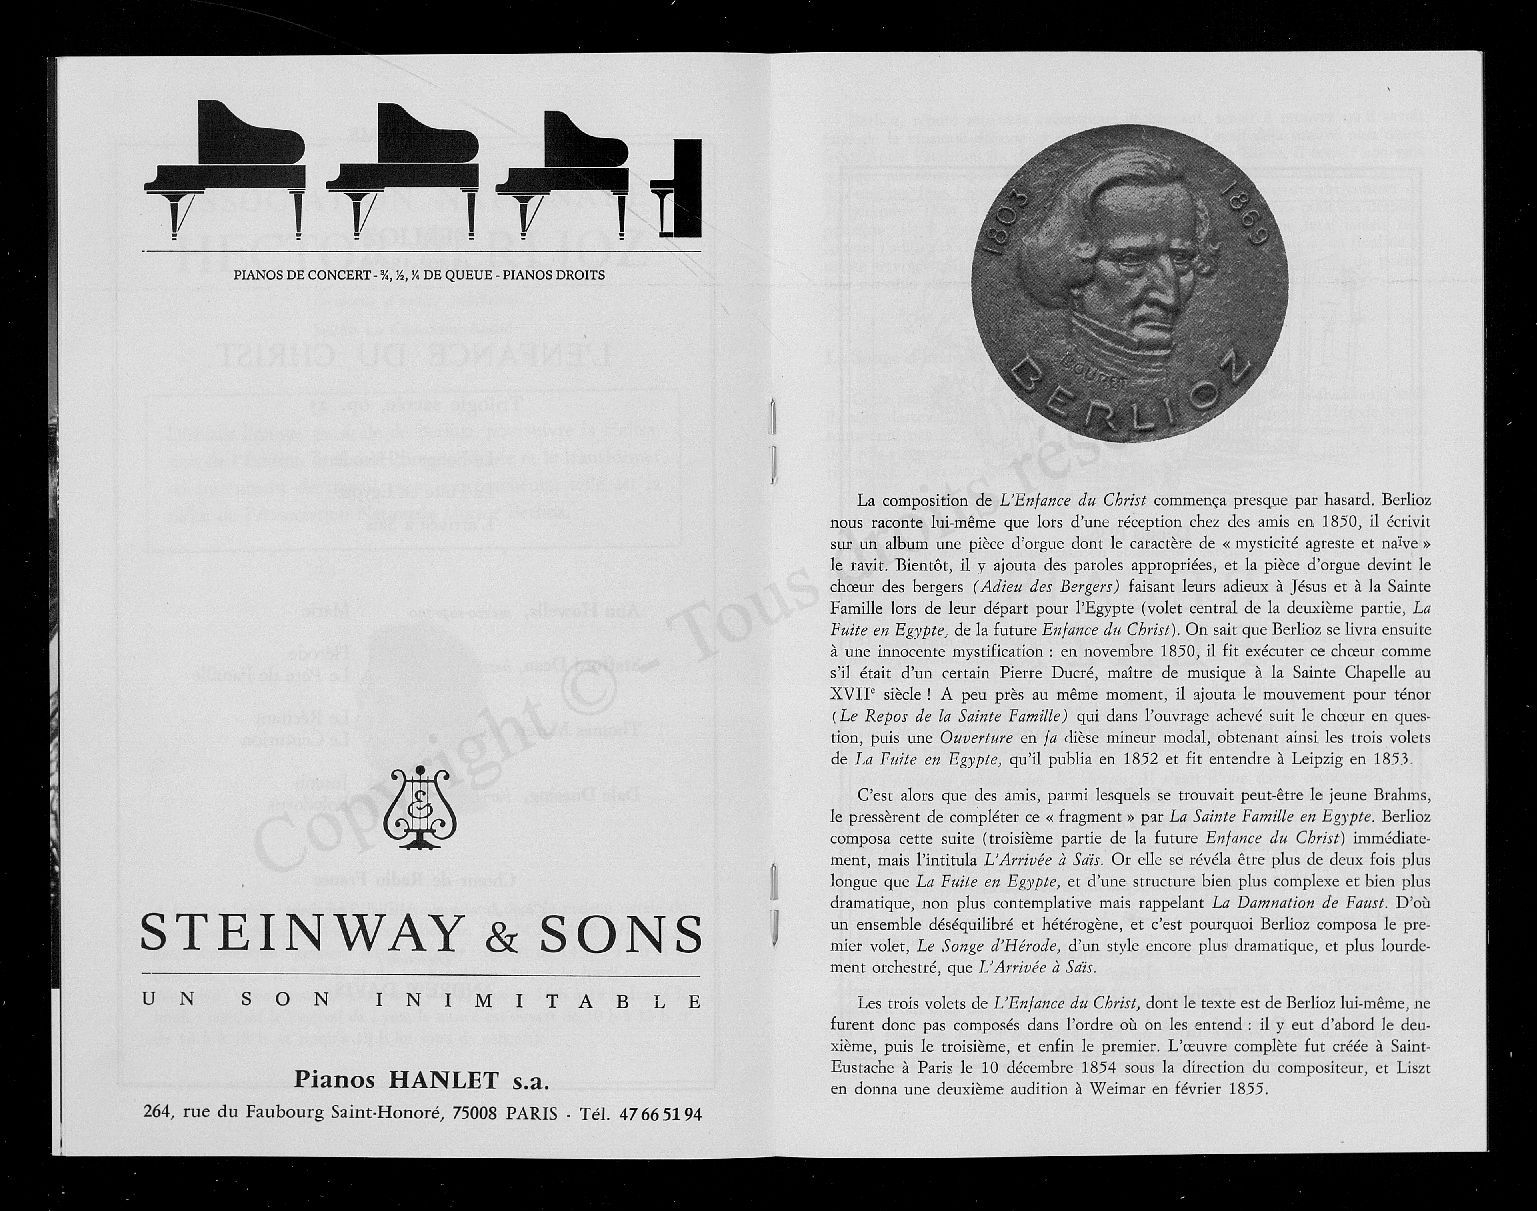 PIANOS DE CONCERT - ¾, ½, ¼ DE QUEUE - PIANOS DROITS
STEINWAY & SONS
UN SON INIMITABLE
Pianos HANLET s.a.
264, rue du Faubourg Saint-Honoré, 75008 PARIS - Tél. 47 66 51 94
Copyright © - Tous droits rés
1803
1869
BOURET
BERLIOZ
La composition de L'Enfance du Christ commença presque par hasard. Berlioz
nous raconte lui-même que lors d'une réception chez des amis en 1850, il écrivit
sur un album une pièce d'orgue dont le caractère de « mysticité agreste et naïve »
le ravit. Bientôt, il y ajouta des paroles appropriées, et la pièce d'orgue devint le
chœur des bergers (Adieu des Bergers) faisant leurs adieux à Jésus et à la Sainte
Famille lors de leur départ pour l'Egypte (volet central de la deuxième partie, La
Fuite en Egypte, de la future Enfance du Christ). On sait que Berlioz se livra ensuite
à une innocente mystification : en novembre 1850, il fit exécuter ce chœur comme
s'il était d'un certain Pierre Ducré, maître de musique à la Sainte Chapelle au
XVIIe siècle ! A peu près au même moment, il ajouta le mouvement pour ténor
(Le Repos de la Sainte Famille) qui dans l'ouvrage achevé suit le chœur en ques-
tion, puis une Ouverture en fa dièse mineur modal, obtenant ainsi les trois volets
de La Fuite en Egypte, qu'il publia en 1852 et fit entendre à Leipzig en 1853.
C'est alors que des amis, parmi lesquels se trouvait peut-être le jeune Brahms,
le pressèrent de compléter ce « fragment » par La Sainte Famille en Egypte. Berlioz
composa cette suite (troisième partie de la future Enfance du Christ) immédiate-
ment, mais l'intitula L'Arrivée à Saïs. Or elle se révéla être plus de deux fois plus
longue que La Fuite en Egypte, et d'une structure bien plus complexe et bien plus
dramatique, non plus contemplative mais rappelant La Damnation de Faust. D'où
un ensemble déséquilibré et hétérogène, et c'est pourquoi Berlioz composa le pre-
mier volet, Le Songe d'Hérode, d'un style encore plus dramatique, et plus lourde-
ment orchestré, que L'Arrivée à Saïs.
Les trois volets de L'Enfance du Christ, dont le texte est de Berlioz lui-même, ne
furent donc pas composés dans l'ordre où on les entend : il y eut d'abord le deu-
xième, puis le troisième, et enfin le premier. L'œuvre complète fut créée à Saint-
Eustache à Paris le 10 décembre 1854 sous la direction du compositeur, et Liszt
en donna une deuxième audition à Weimar en février 1855.